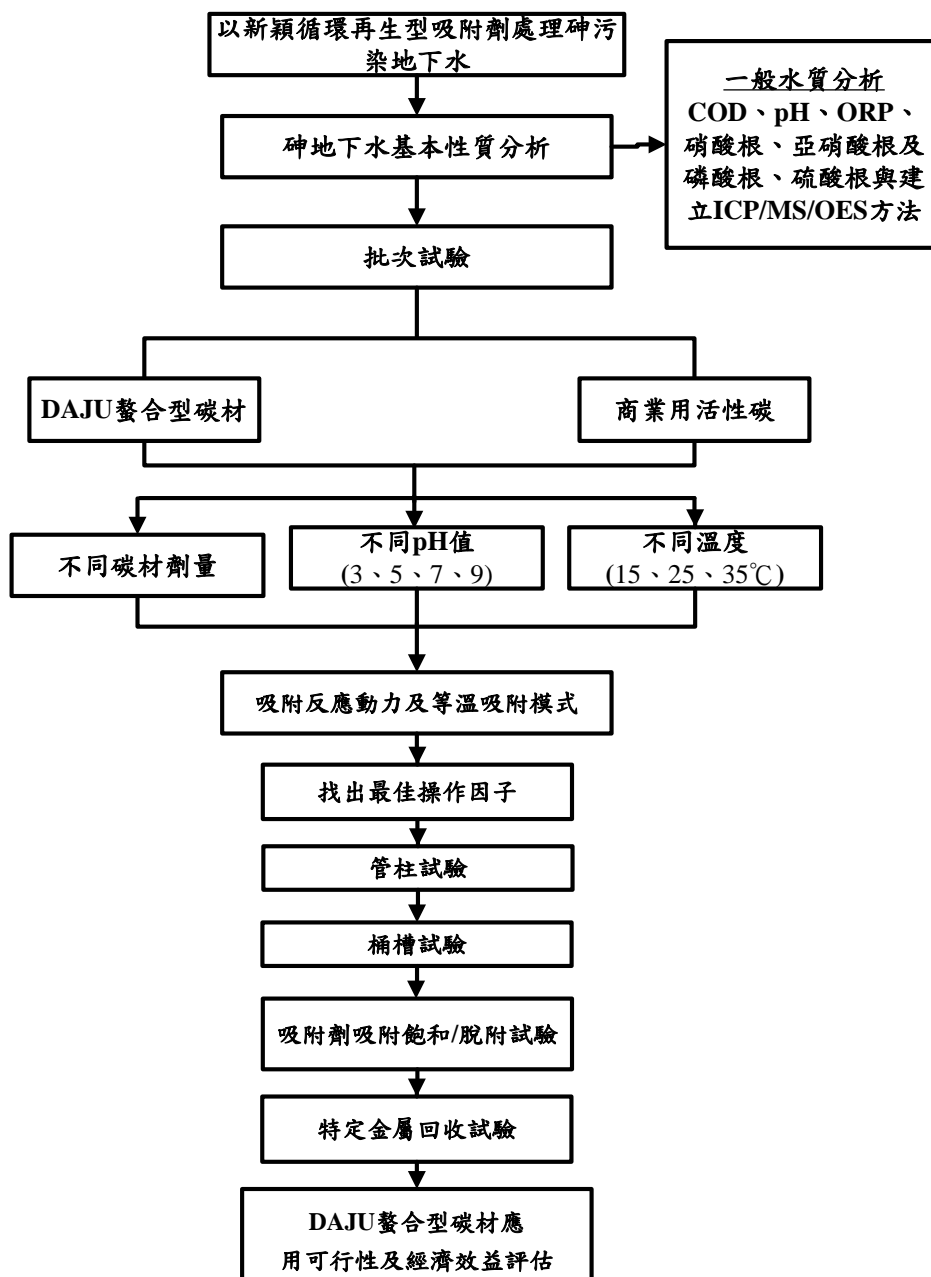 以新穎循環再生型吸附劑處理砷污
染地下水
一般水質分析
COD、pH、ORP、
硝酸根、亞硝酸根及
磷酸根、硫酸根與建
立ICP/MS/OES方法
砷地下水基本性質分析
批次試驗
DAJU螯合型碳材
商業用活性碳
不同碳材劑量
不同pH值
(3、5、7、9)
不同溫度
(15、25、35℃)
吸附反應動力及等溫吸附模式
找出最佳操作因子
管柱試驗
桶槽試驗
吸附劑吸附飽和/脫附試驗
特定金屬回收試驗
DAJU螯合型碳材應
用可行性及經濟效益評估